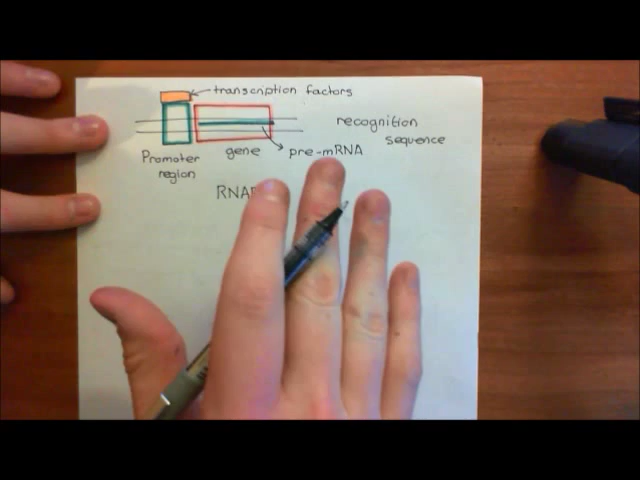 transcription factors
recognition
sequence
Promoter
region
gene
pre-mRNA